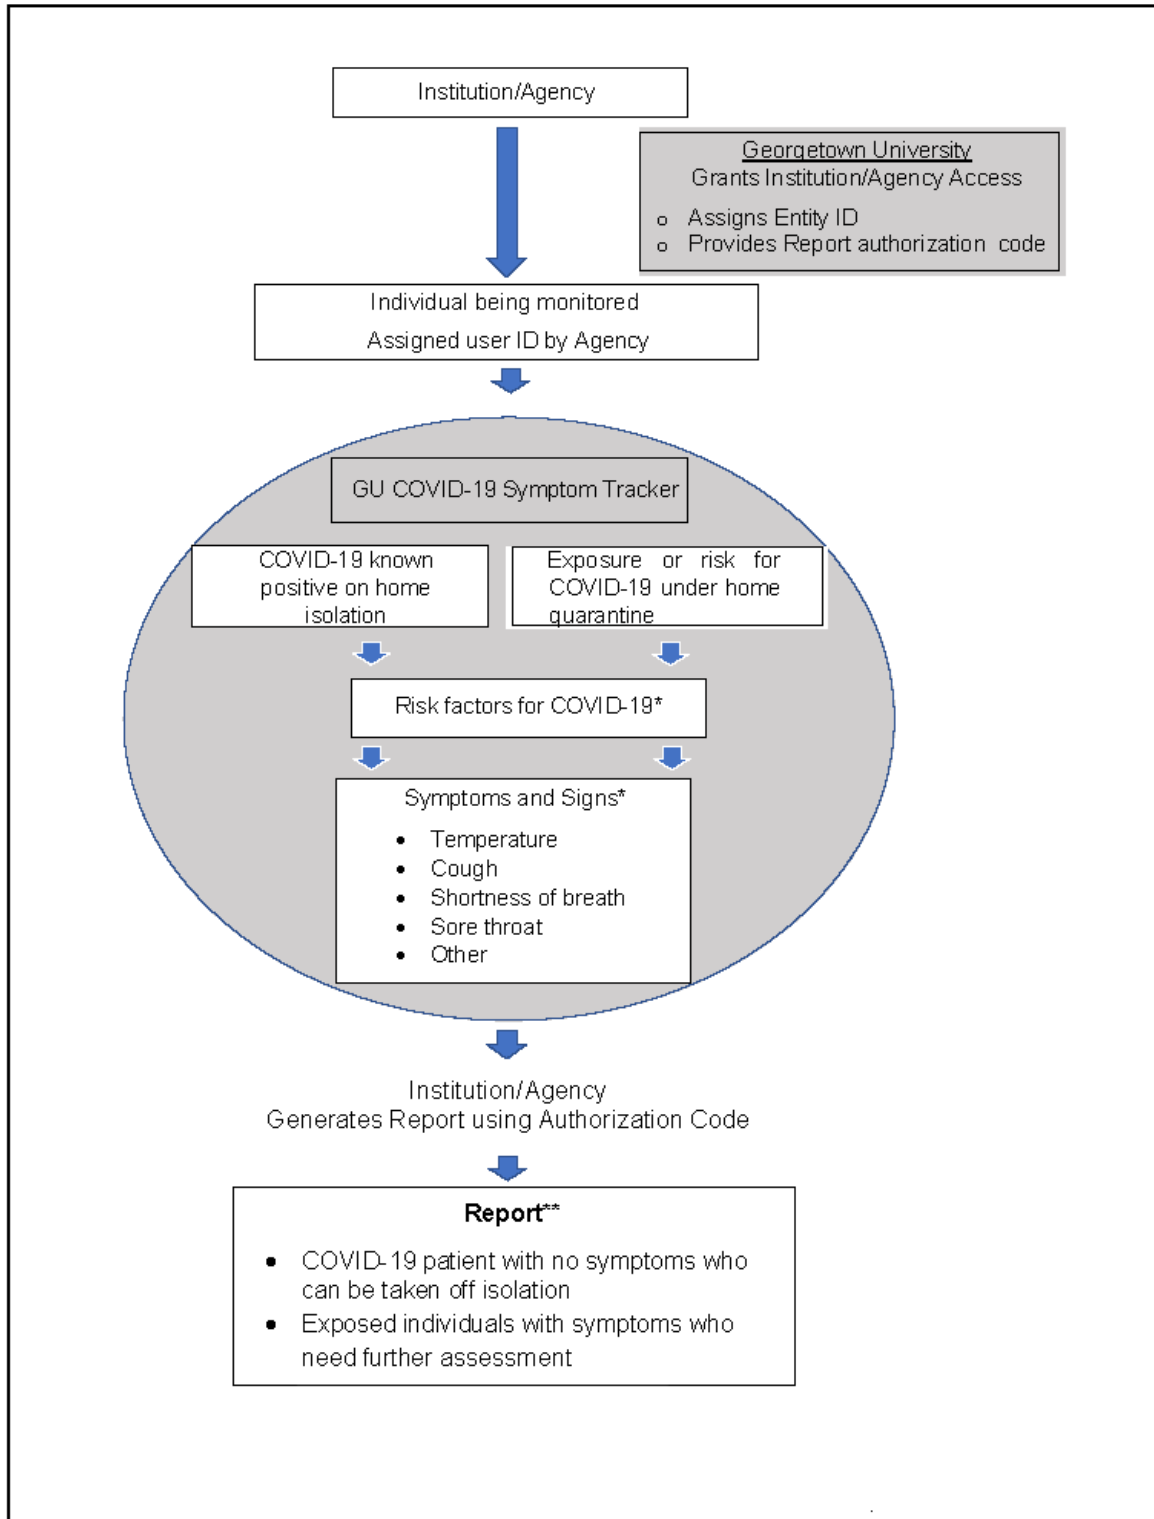 Institution/Agency
Georgetown University
Grants Institution/Agency Access
o Assigns Entity ID
o Provides Report authorization code
Individual being monitored
Assigned user ID by Agency
GU COVID-19 Symptom Tracker
COVID-19 known
positive on home
isolation
Exposure or risk for
COVID-19 under home
quarantine
Risk factors for COVID-19*
Symptoms and Signs*
• Temperature
• Cough
• Shortness of breath
• Sore throat
• Other
Institution/Agency
Generates Report using Authorization Code
Report**
• COVID-19 patient with no symptoms who
can be taken off isolation
• Exposed individuals with symptoms who
need further assessment